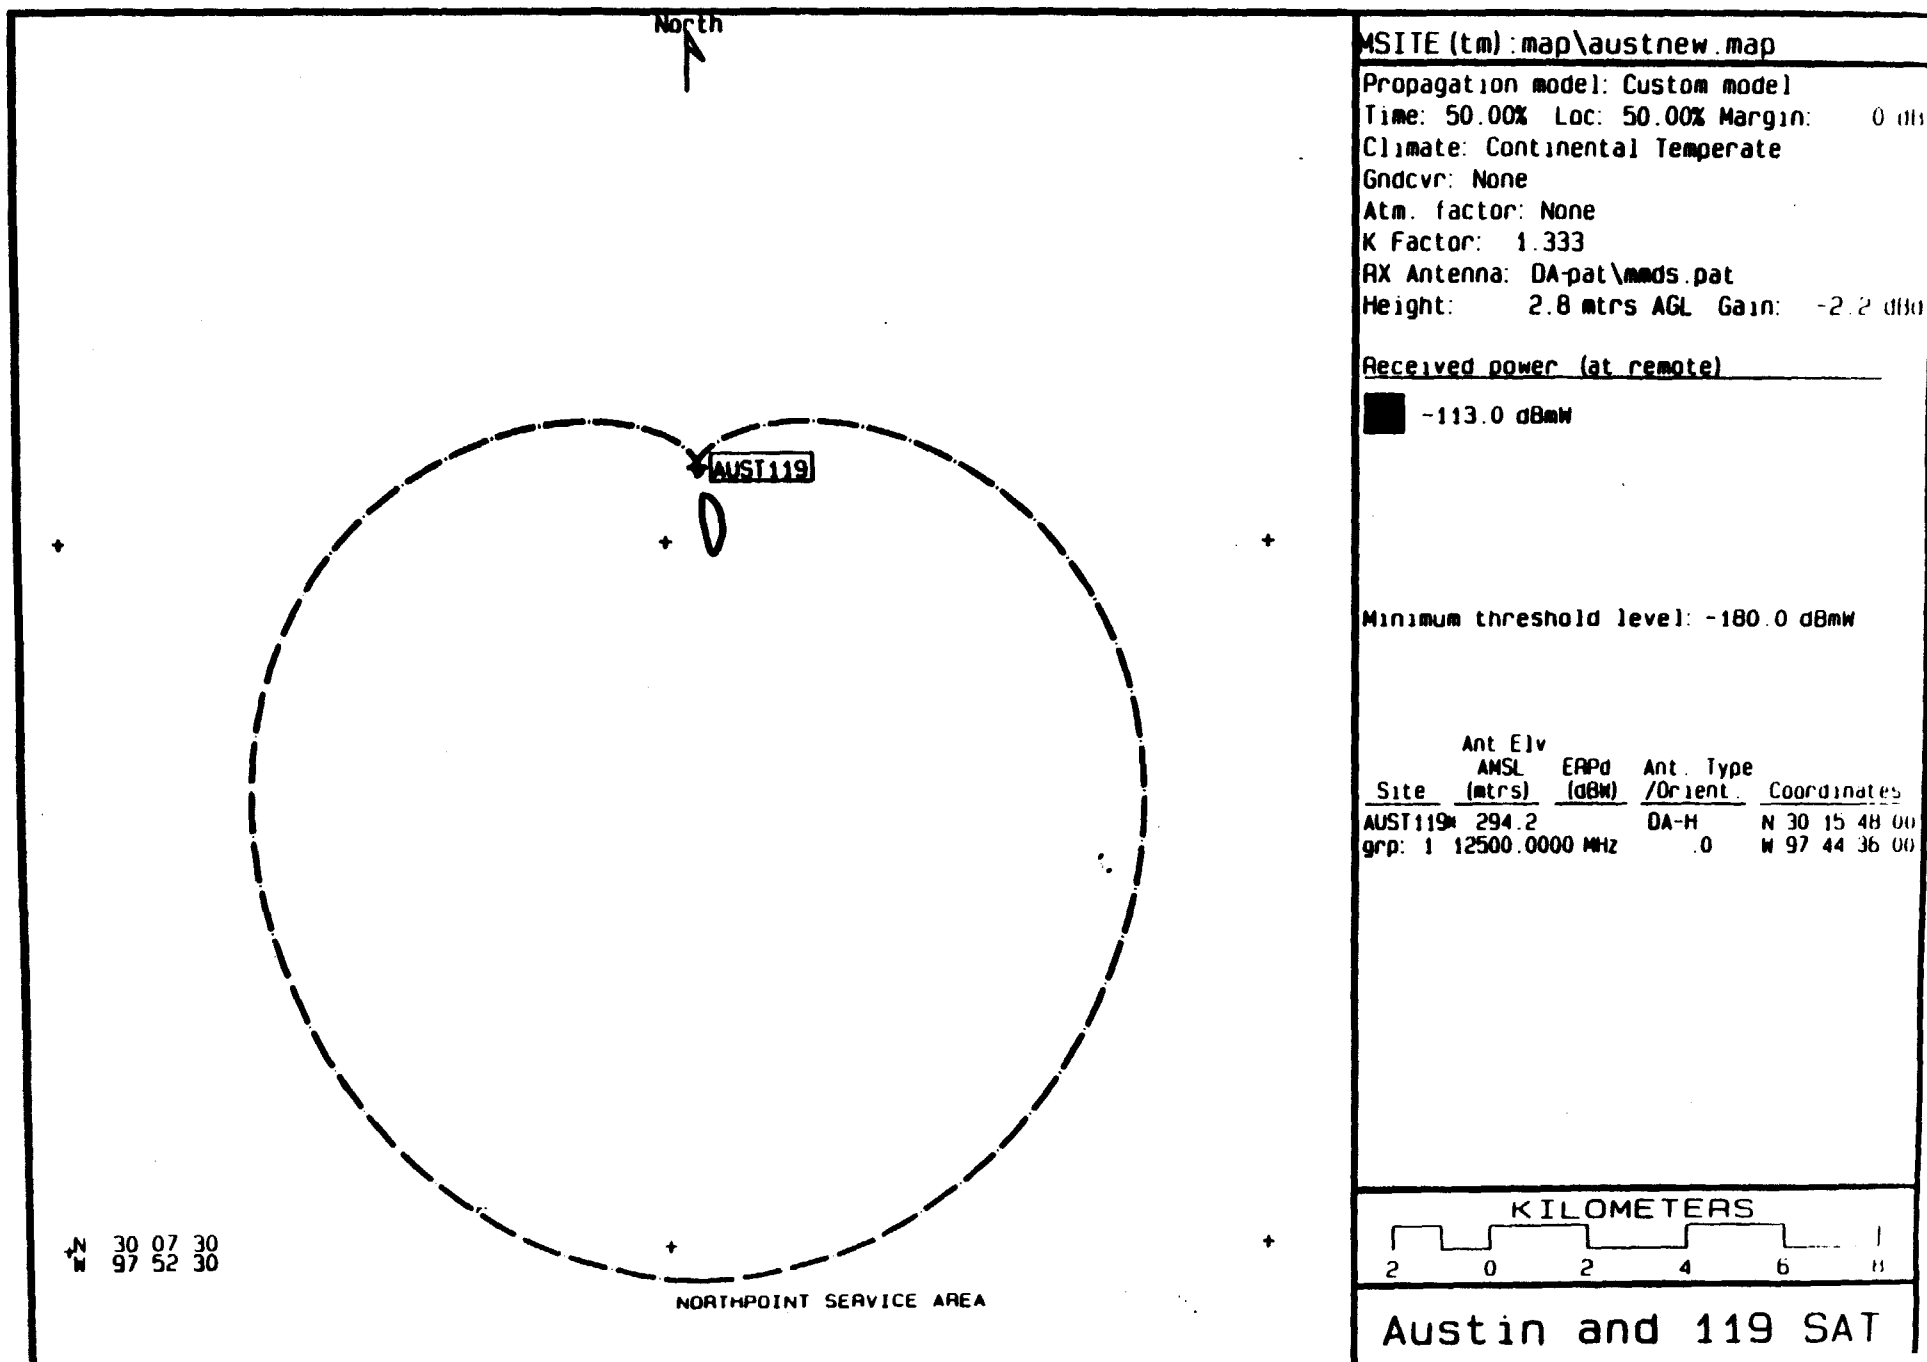 North
AUST119
N 30 07 30
W 97 52 30
NORTHPOINT SERVICE AREA
MSITE (tm) : map\austnew.map
Propagation model: Custom model
Time: 50.00% Loc: 50.00% Margin: 0 dB
Climate: Continental Temperate
Gndcvr: None
Atm. factor: None
K Factor: 1.333
RX Antenna: DA-pat\mmds.pat
Height: 2.8 mtrs AGL Gain: -2.2 dBd
Received power (at remote)
-113.0 dBmW
Minimum threshold level: -180.0 dBmW
Ant Elv
AMSL ERPd Ant. Type
Site (mtrs) (dBW) /Orient. Coordinates
AUST119* 294.2 DA-H N 30 15 48 00
grp: 1 12500.0000 MHz .0 W 97 44 36 00
KILOMETERS
2 0 2 4 6 8
Austin and 119 SAT